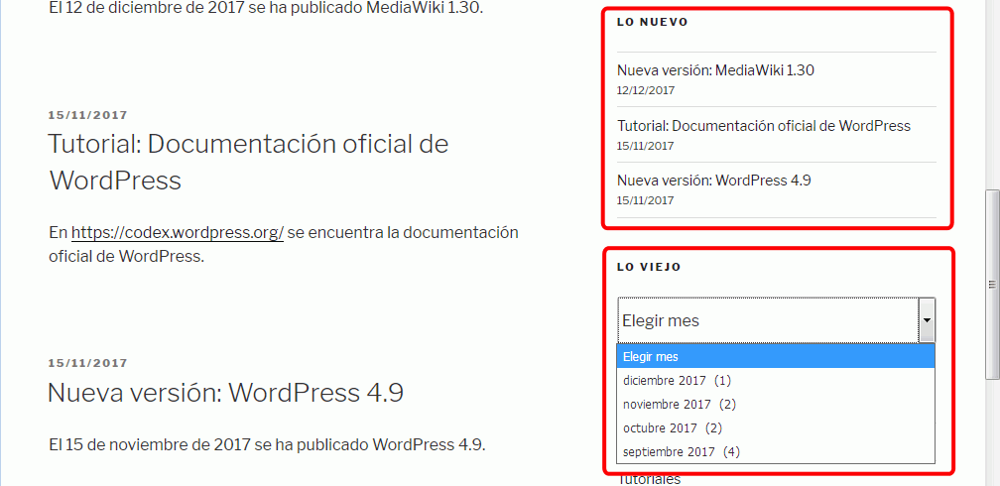 El 12 de diciembre de 2017 se ha publicado MediaWiki 1.30.
15/11/2017
Tutorial: Documentación oficial de
WordPress
En https://codex.wordpress.org/ se encuentra la documentación
oficial de WordPress.
15/11/2017
Nueva versión: WordPress 4.9
El 15 de noviembre de 2017 se ha publicado WordPress 4.9.
LO NUEVO
Nueva versión: MediaWiki 1.30
12/12/2017
Tutorial: Documentación oficial de WordPress
15/11/2017
Nueva versión: WordPress 4.9
15/11/2017
LO VIEJO
Elegir mes
Elegir mes
diciembre 2017 (1)
noviembre 2017 (2)
octubre 2017 (2)
septiembre 2017 (4)
Tutoriales